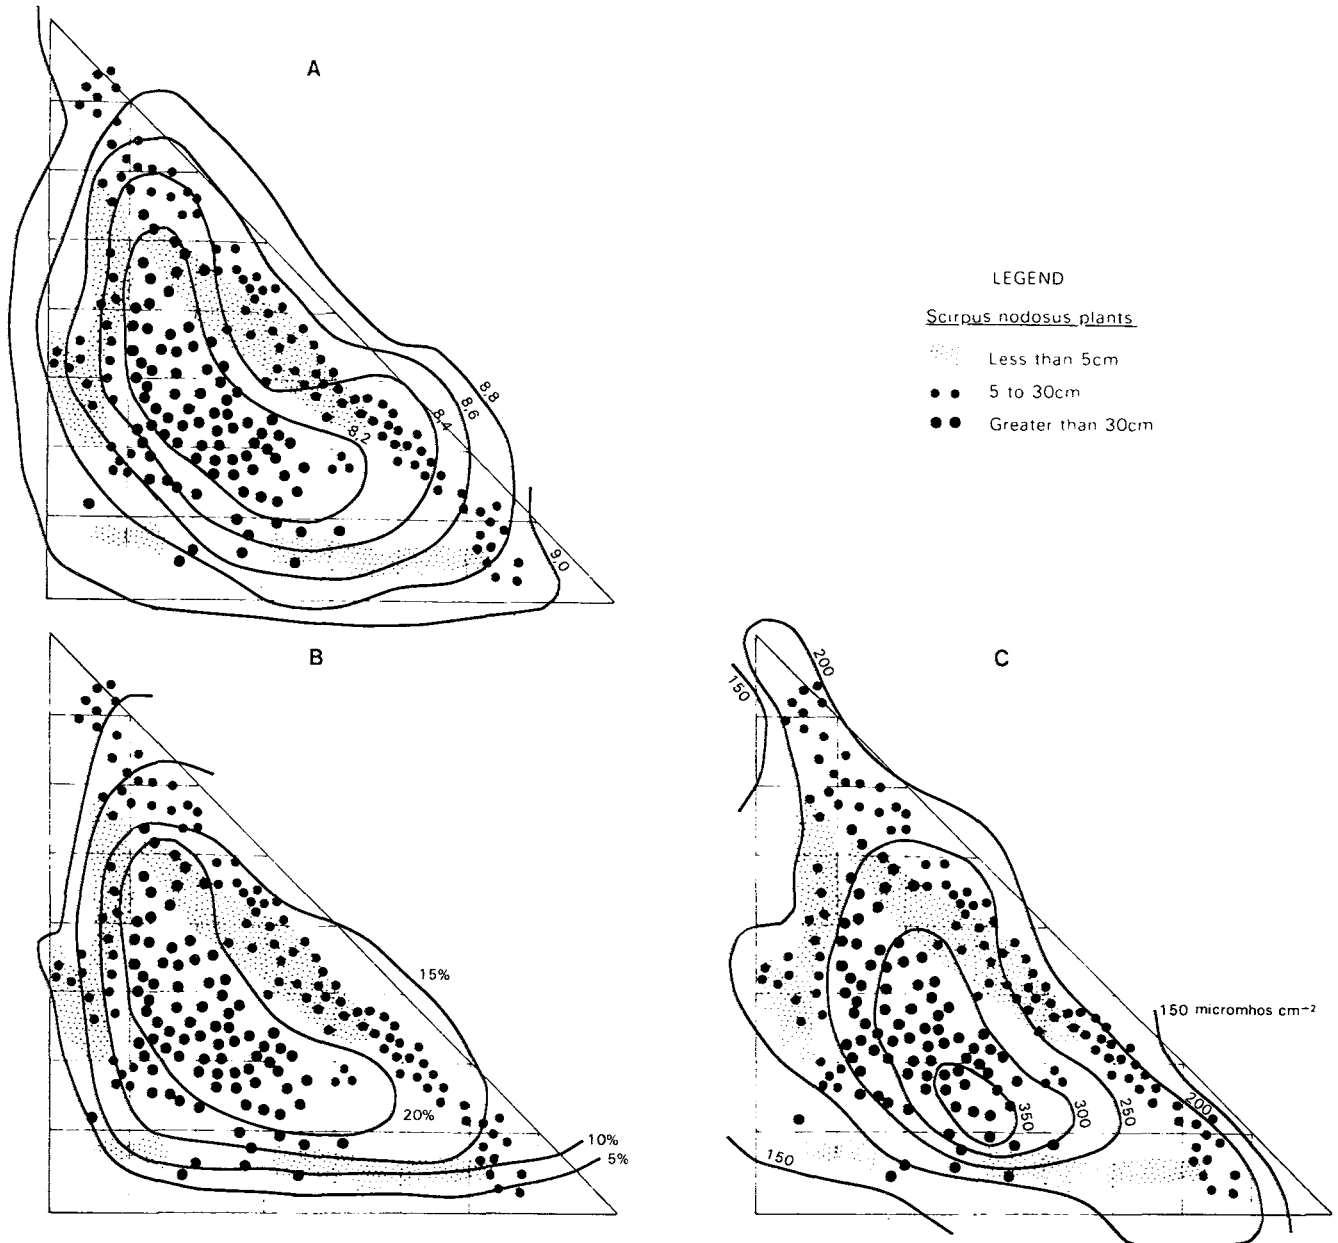 A
LEGEND
Scirpus nodosus plants
Less than 5cm
5 to 30cm
Greater than 30cm
8.8
8.6
8.4
8.2
9.0
B
15%
20%
10%
5%
C
200
150
150 micromhos cm⁻²
200
250
300
350
150